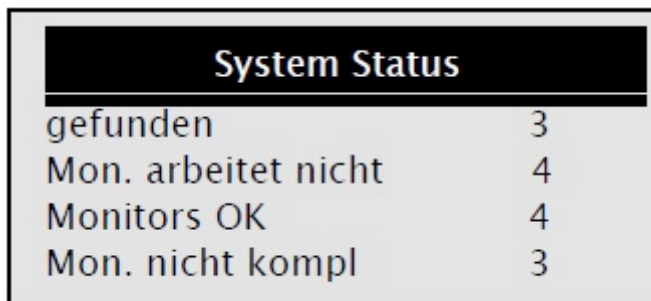 System Status
gefunden 3
Mon. arbeitet nicht 4
Monitors OK 4
Mon. nicht kompl 3